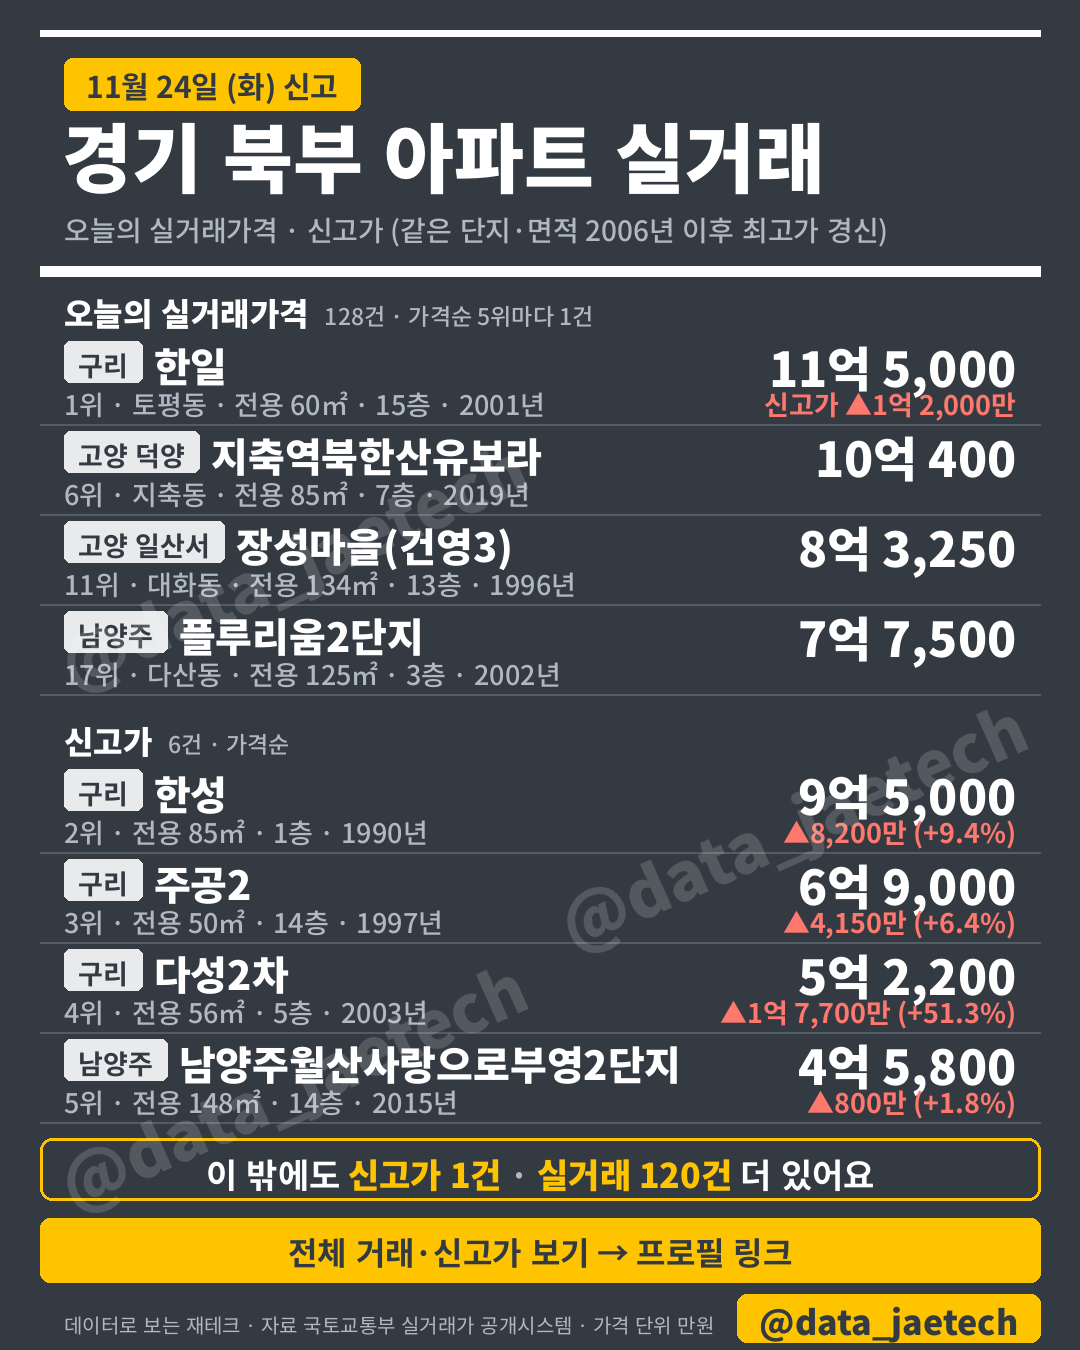 11월 24일 (화) 신고
경기 북부 아파트 실거래
오늘의 실거래가격 · 신고가 (같은 단지·면적 2006년 이후 최고가 경신)
오늘의 실거래가격 128건 · 가격순 5위마다 1건
구리 한일 11억 5,000
1위 · 토평동 · 전용 60㎡ · 15층 · 2001년 신고가 ▲1억 2,000만
고양 덕양 지축역북한산유보라 10억 400
6위 · 지축동 · 전용 85㎡ · 7층 · 2019년
고양 일산서 장성마을(건영3) 8억 3,250
11위 · 대화동 · 전용 134㎡ · 13층 · 1996년
남양주 플루리움2단지 7억 7,500
17위 · 다산동 · 전용 125㎡ · 3층 · 2002년
신고가 6건 · 가격순
구리 한성 9억 5,000
2위 · 전용 85㎡ · 1층 · 1990년 ▲8,200만 (+9.4%)
구리 주공2 6억 9,000
3위 · 전용 50㎡ · 14층 · 1997년 ▲4,150만 (+6.4%)
구리 다성2차 5억 2,200
4위 · 전용 56㎡ · 5층 · 2003년 ▲1억 7,700만 (+51.3%)
남양주 남양주월산사랑으로부영2단지 4억 5,800
5위 · 전용 148㎡ · 14층 · 2015년 ▲800만 (+1.8%)
이 밖에도 신고가 1건 · 실거래 120건 더 있어요
전체 거래·신고가 보기 → 프로필 링크
데이터로 보는 재테크 · 자료 국토교통부 실거래가 공개시스템 · 가격 단위 만원 @data_jaetech
@data_jaetech
@data_jaetech
@data_jaetech